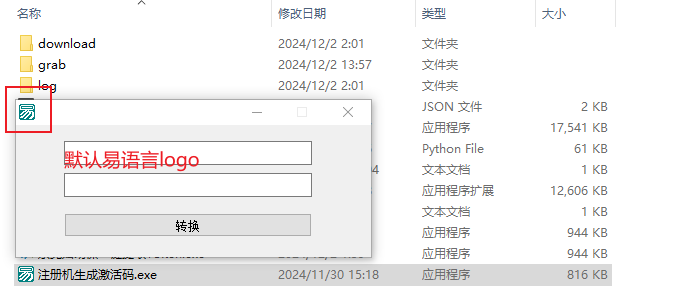 名称 修改日期 类型 大小
download 2024/12/2 2:01 文件夹
grab 2024/12/2 13:57 文件夹
log 2024/12/2 2:01 文件夹
JSON 文件 2 KB
应用程序 17,541 KB
Python File 61 KB
默认易语言logo
文本文档 1 KB
应用程序扩展 12,606 KB
文本文档 2 KB
转换 应用程序 944 KB
应用程序 944 KB
注册机生成激活码.exe 2024/11/30 15:18 应用程序 816 KB